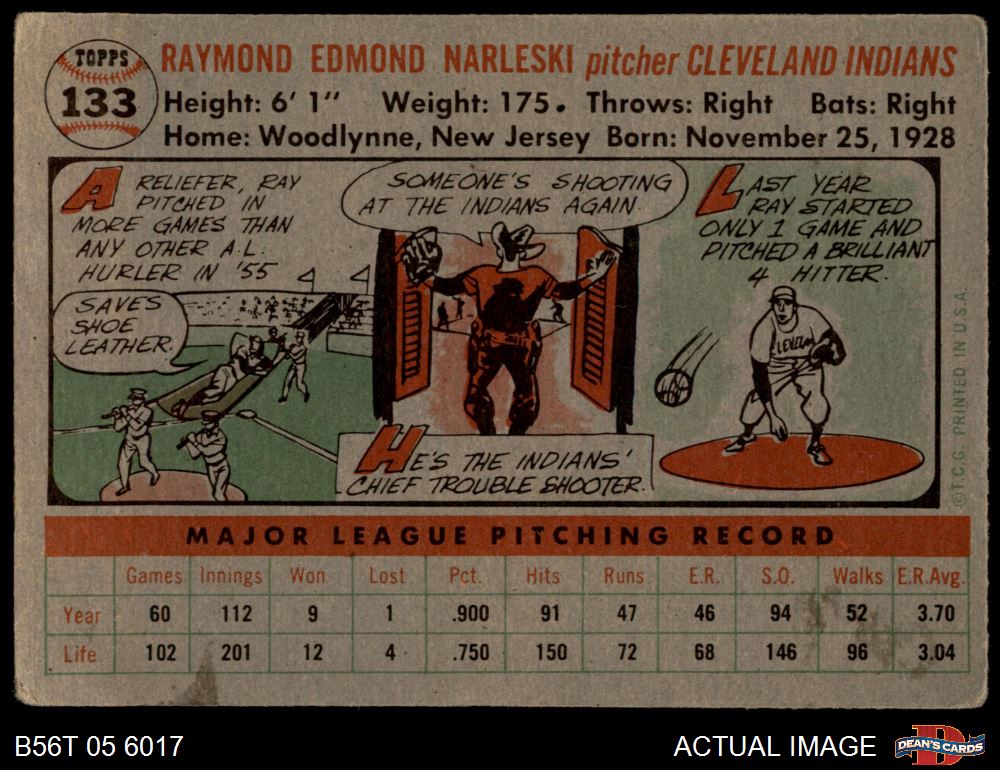 TOPPS
133
RAYMOND EDMOND NARLESKI pitcher CLEVELAND INDIANS
Height: 6' 1" Weight: 175. Throws: Right Bats: Right
Home: Woodlynne, New Jersey Born: November 25, 1928
A RELIEFER, RAY
PITCHED IN
MORE GAMES THAN
ANY OTHER A.L.
HURLER IN '55
SAVES
SHOE
LEATHER.
SOMEONE'S SHOOTING
AT THE INDIANS AGAIN.
HE'S THE INDIANS'
CHIEF TROUBLE SHOOTER.
LAST YEAR
RAY STARTED
ONLY 1 GAME AND
PITCHED A BRILLIANT
4 HITTER.
©T.C.G. PRINTED IN U.S.A.
MAJOR LEAGUE PITCHING RECORD
Games Innings Won Lost Pct. Hits Runs E.R. S.O. Walks E.R.Avg.
Year 60 112 9 1 .900 91 47 46 94 52 3.70
Life 102 201 12 4 .750 150 72 68 146 96 3.04
B56T 05 6017
ACTUAL IMAGE
DEAN'S CARDS